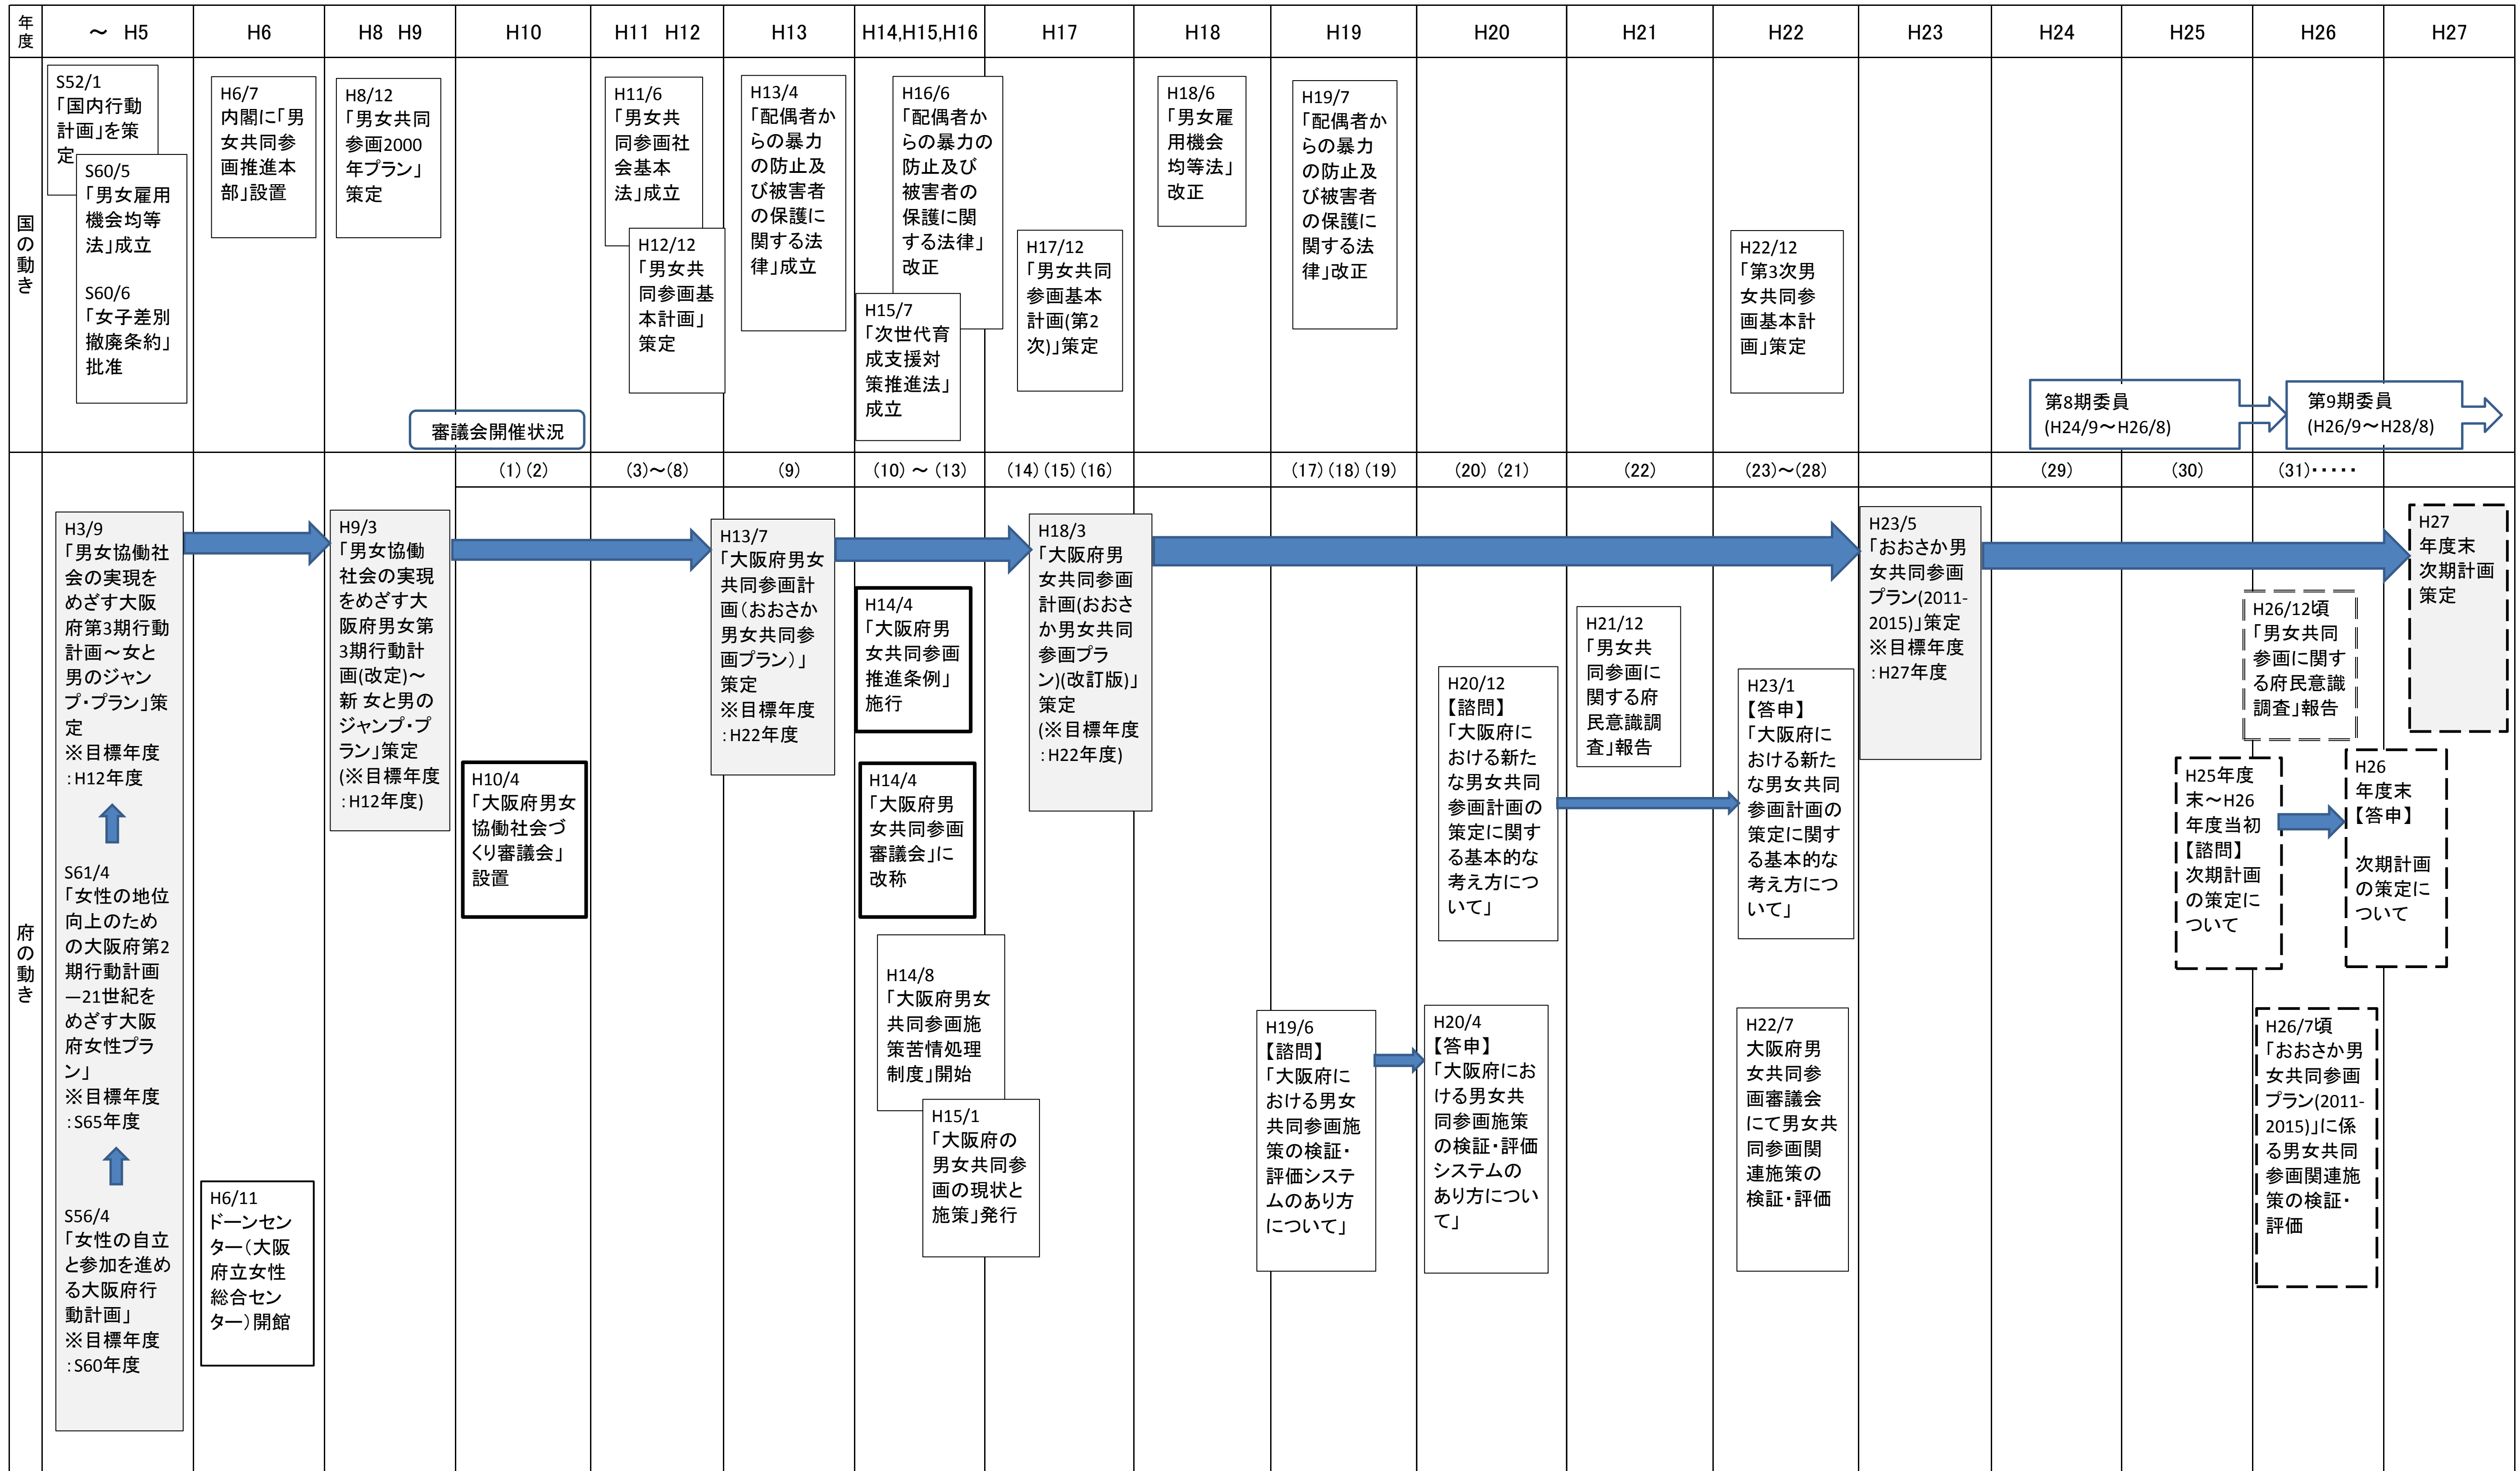 年度
～ H5
H6
H8 H9
H10
H11 H12
H13
H14,H15,H16
H17
H18
H19
H20
H21
H22
H23
H24
H25
H26
H27
国の動き
S52/1
「国内行動
計画」を策
定
S60/5
「男女雇用
機会均等
法」成立
S60/6
「女子差別
撤廃条約」
批准
H6/7
内閣に「男
女共同参
画推進本
部」設置
H8/12
「男女共同
参画2000
年プラン」
策定
H11/6
「男女共
同参画社
会基本
法」成立
H12/12
「男女共
同参画基
本計画」
策定
H13/4
「配偶者か
らの暴力
の防止及
び被害者
の保護に
関する法
律」成立
H16/6
「配偶者か
らの暴力の
防止及び
被害者の
保護に関
する法律」
改正
H15/7
「次世代育
成支援対
策推進法」
成立
H17/12
「男女共同
参画基本
計画(第2
次)」策定
H18/6
「男女雇
用機会
均等法」
改正
H19/7
「配偶者か
らの暴力
の防止及
び被害者
の保護に
関する法
律」改正
H22/12
「第3次男
女共同参
画基本計
画」策定
第8期委員
(H24/9～H26/8)
第9期委員
(H26/9～H28/8)
審議会開催状況
(1) (2)
(3)～(8)
(9)
(10) ～ (13)
(14) (15) (16)
(17) (18) (19)
(20) (21)
(22)
(23)～(28)
(29)
(30)
(31)・・・・・
府の動き
H3/9
「男女協働社
会の実現を
めざす大阪
府第3期行動
計画～女と
男のジャン
プ・プラン」策
定
※目標年度
：H12年度
S61/4
「女性の地位
向上のため
の大阪府第2
期行動計画
―21世紀を
めざす大阪
府女性プラ
ン」
※目標年度
：S65年度
S56/4
「女性の自立
と参加を進め
る大阪府行
動計画」
※目標年度
：S60年度
H6/11
ドーンセン
ター（大阪
府立女性
総合セン
ター）開館
H9/3
「男女協働
社会の実現
をめざす大
阪府男女第
3期行動計
画(改定)～
新 女と男の
ジャンプ・プ
ラン」策定
(※目標年度
：H12年度)
H10/4
「大阪府男女
協働社会づ
くり審議会」
設置
H13/7
「大阪府男女
共同参画計
画（おおさか
男女共同参
画プラン）」
策定
※目標年度
：H22年度
H14/4
「大阪府男
女共同参画
推進条例」
施行
H14/4
「大阪府男
女共同参画
審議会」に
改称
H14/8
「大阪府男女
共同参画施
策苦情処理
制度」開始
H15/1
「大阪府の
男女共同参
画の現状と
施策」発行
H18/3
「大阪府男
女共同参画
計画(おおさ
か男女共同
参画プラ
ン)(改訂版)」
策定
(※目標年度
：H22年度)
H19/6
【諮問】
「大阪府に
おける男女
共同参画施
策の検証・
評価システ
ムのあり方
について」
H20/12
【諮問】
「大阪府に
おける新た
な男女共同
参画計画の
策定に関す
る基本的な
考え方につ
いて」
H20/4
【答申】
「大阪府にお
ける男女共
同参画施策
の検証・評価
システムの
あり方につい
て」
H21/12
「男女共
同参画に
関する府
民意識調
査」報告
H23/1
【答申】
「大阪府に
おける新た
な男女共同
参画計画の
策定に関す
る基本的な
考え方につ
いて」
H22/7
大阪府男
女共同参
画審議会
にて男女共
同参画関
連施策の
検証・評価
H23/5
「おおさか男
女共同参画
プラン(2011-
2015)」策定
※目標年度
：H27年度
H25年度
末～H26
年度当初
【諮問】
次期計画
の策定に
ついて
H26/12頃
「男女共同
参画に関す
る府民意識
調査」報告
H26
年度末
【答申】
次期計画
の策定に
ついて
H26/7頃
「おおさか男
女共同参画
プラン(2011-
2015)」に係
る男女共同
参画関連施
策の検証・
評価
H27
年度末
次期計画
策定